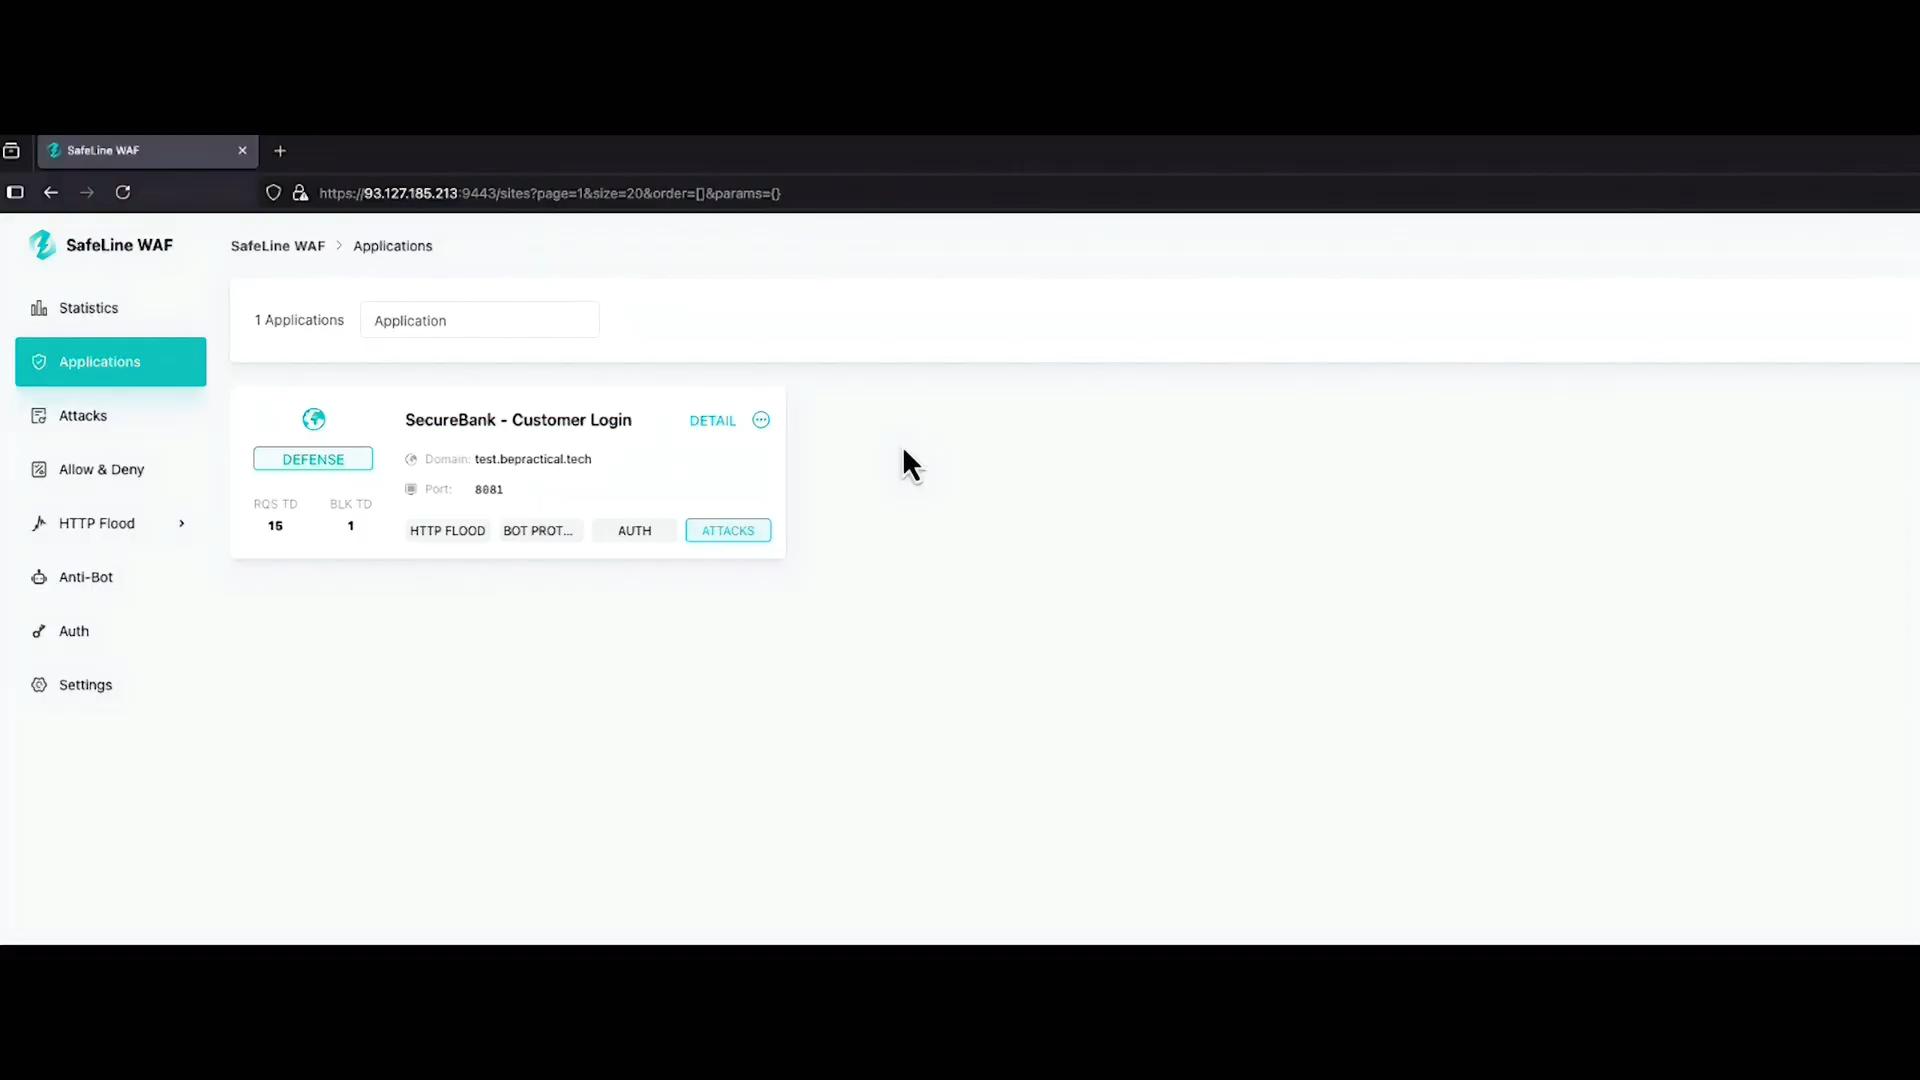 SafeLine WAF
https://93.127.185.213:9443/sites?page=1&size=20&order=[]&params={}
SafeLine WAF
SafeLine WAF > Applications
Statistics
1 Applications
Application
Applications
SecureBank - Customer Login
DETAIL
Attacks
DEFENSE
Domain: test.bepractical.tech
Allow & Deny
Port: 8081
RQS TD
BLK TD
15
1
HTTP Flood
HTTP FLOOD
BOT PROT...
AUTH
ATTACKS
Anti-Bot
Auth
Settings